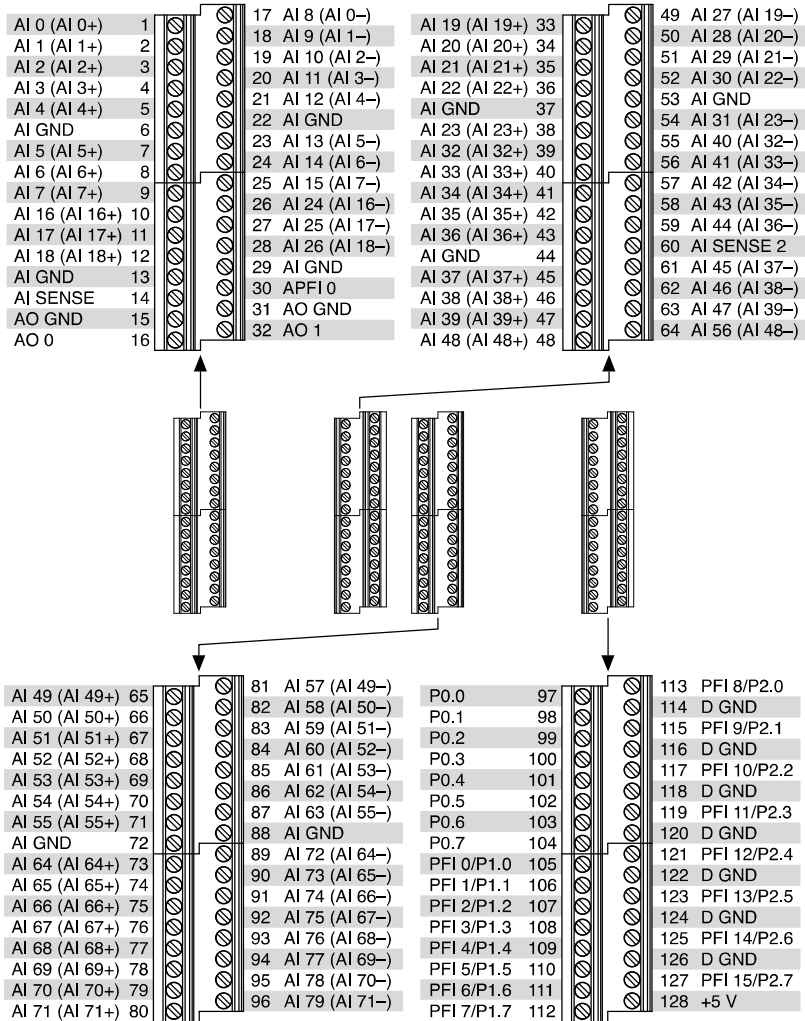 AI 0 (AI 0+) 1
AI 1 (AI 1+) 2
AI 2 (AI 2+) 3
AI 3 (AI 3+) 4
AI 4 (AI 4+) 5
AI GND 6
AI 5 (AI 5+) 7
AI 6 (AI 6+) 8
AI 7 (AI 7+) 9
AI 16 (AI 16+) 10
AI 17 (AI 17+) 11
AI 18 (AI 18+) 12
AI GND 13
AI SENSE 14
AO GND 15
AO 0 16
17 AI 8 (AI 0–)
18 AI 9 (AI 1–)
19 AI 10 (AI 2–)
20 AI 11 (AI 3–)
21 AI 12 (AI 4–)
22 AI GND
23 AI 13 (AI 5–)
24 AI 14 (AI 6–)
25 AI 15 (AI 7–)
26 AI 24 (AI 16–)
27 AI 25 (AI 17–)
28 AI 26 (AI 18–)
29 AI GND
30 APFI 0
31 AO GND
32 AO 1
AI 19 (AI 19+) 33
AI 20 (AI 20+) 34
AI 21 (AI 21+) 35
AI 22 (AI 22+) 36
AI GND 37
AI 23 (AI 23+) 38
AI 32 (AI 32+) 39
AI 33 (AI 33+) 40
AI 34 (AI 34+) 41
AI 35 (AI 35+) 42
AI 36 (AI 36+) 43
AI GND 44
AI 37 (AI 37+) 45
AI 38 (AI 38+) 46
AI 39 (AI 39+) 47
AI 48 (AI 48+) 48
49 AI 27 (AI 19–)
50 AI 28 (AI 20–)
51 AI 29 (AI 21–)
52 AI 30 (AI 22–)
53 AI GND
54 AI 31 (AI 23–)
55 AI 40 (AI 32–)
56 AI 41 (AI 33–)
57 AI 42 (AI 34–)
58 AI 43 (AI 35–)
59 AI 44 (AI 36–)
60 AI SENSE 2
61 AI 45 (AI 37–)
62 AI 46 (AI 38–)
63 AI 47 (AI 39–)
64 AI 56 (AI 48–)
AI 49 (AI 49+) 65
AI 50 (AI 50+) 66
AI 51 (AI 51+) 67
AI 52 (AI 52+) 68
AI 53 (AI 53+) 69
AI 54 (AI 54+) 70
AI 55 (AI 55+) 71
AI GND 72
AI 64 (AI 64+) 73
AI 65 (AI 65+) 74
AI 66 (AI 66+) 75
AI 67 (AI 67+) 76
AI 68 (AI 68+) 77
AI 69 (AI 69+) 78
AI 70 (AI 70+) 79
AI 71 (AI 71+) 80
81 AI 57 (AI 49–)
82 AI 58 (AI 50–)
83 AI 59 (AI 51–)
84 AI 60 (AI 52–)
85 AI 61 (AI 53–)
86 AI 62 (AI 54–)
87 AI 63 (AI 55–)
88 AI GND
89 AI 72 (AI 64–)
90 AI 73 (AI 65–)
91 AI 74 (AI 66–)
92 AI 75 (AI 67–)
93 AI 76 (AI 68–)
94 AI 77 (AI 69–)
95 AI 78 (AI 70–)
96 AI 79 (AI 71–)
P0.0 97
P0.1 98
P0.2 99
P0.3 100
P0.4 101
P0.5 102
P0.6 103
P0.7 104
PFI 0/P1.0 105
PFI 1/P1.1 106
PFI 2/P1.2 107
PFI 3/P1.3 108
PFI 4/P1.4 109
PFI 5/P1.5 110
PFI 6/P1.6 111
PFI 7/P1.7 112
113 PFI 8/P2.0
114 D GND
115 PFI 9/P2.1
116 D GND
117 PFI 10/P2.2
118 D GND
119 PFI 11/P2.3
120 D GND
121 PFI 12/P2.4
122 D GND
123 PFI 13/P2.5
124 D GND
125 PFI 14/P2.6
126 D GND
127 PFI 15/P2.7
128 +5 V